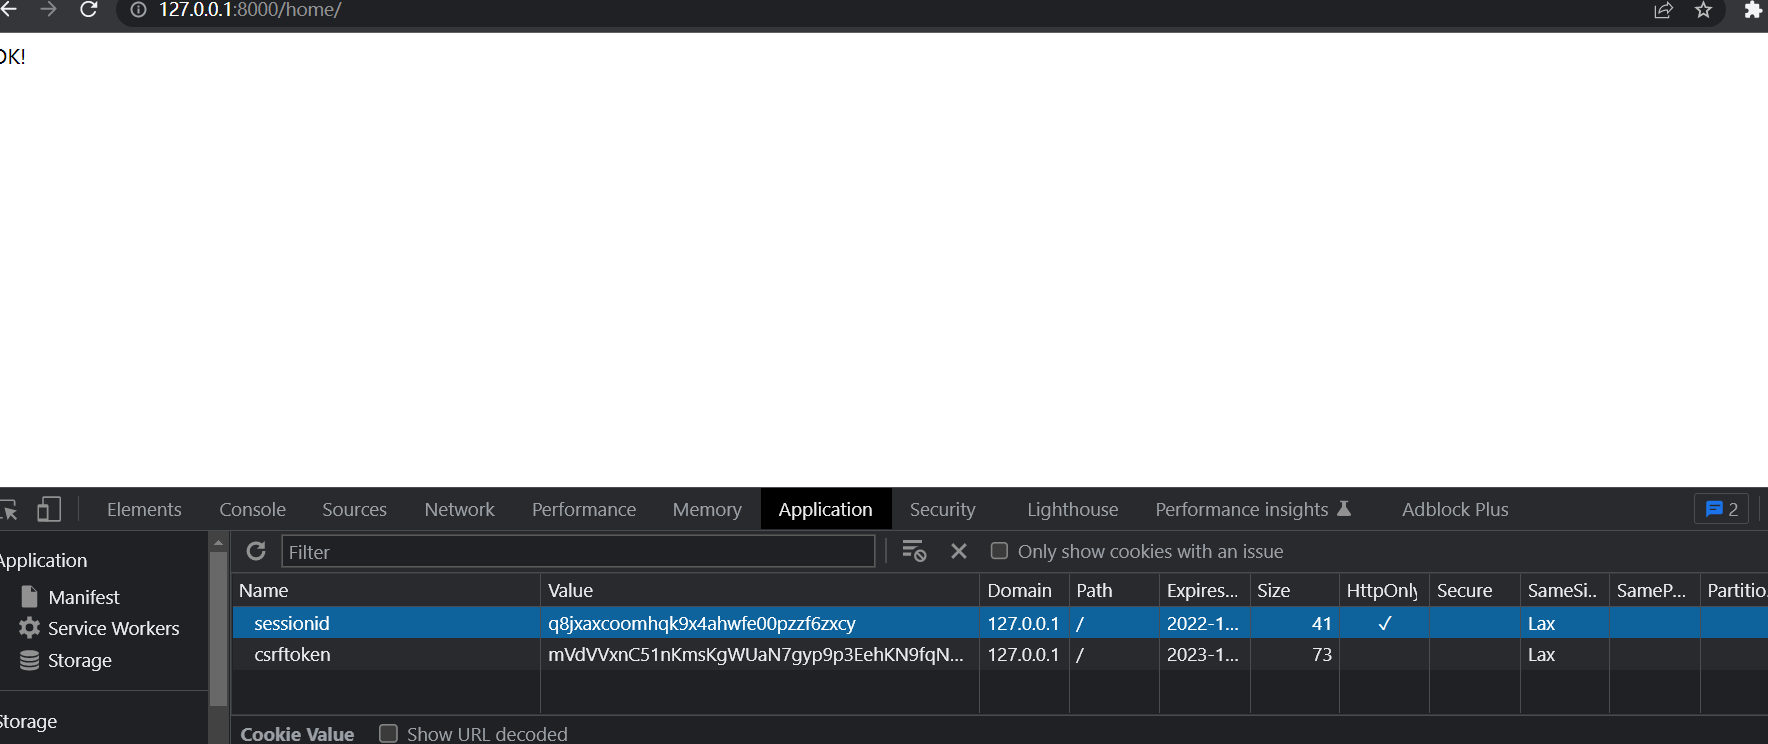 127.0.0.1:8000/home/
OK!
Elements Console Sources Network Performance Memory Application Security Lighthouse Performance insights Adblock Plus 2
Application
Manifest
Service Workers
Storage
Storage
Filter Only show cookies with an issue
Name Value Domain Path Expires... Size HttpOnly Secure SameSi... SameP... Partitio...
sessionid q8jxaxcoomhqk9x4ahwfe00pzzf6zxcy 127.0.0.1 / 2022-1... 41 ✓ Lax
csrftoken mVdVVxnC51nKmsKgWUaN7gyp9p3EehKN9fqN... 127.0.0.1 / 2023-1... 73 Lax
Cookie Value Show URL decoded